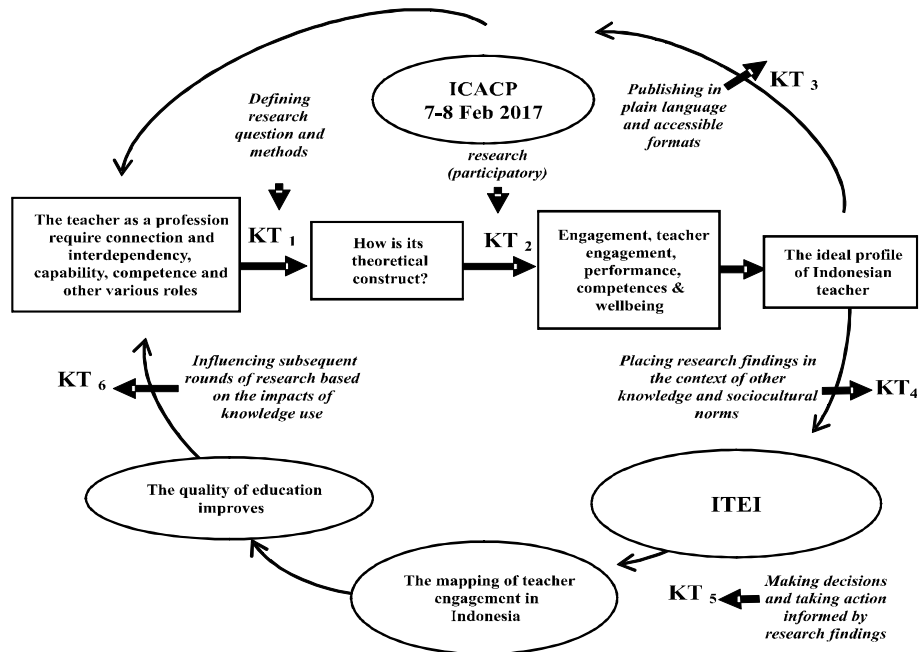 ICACP
7-8 Feb 2017
Defining
research
question and
methods
research
(participatory)
Publishing in
plain language
and accessible
formats
KT 3
The teacher as a profession
require connection and
interdependency,
capability, competence and
other various roles
KT 1
How is its
theoretical
construct?
KT 2
Engagement, teacher
engagement,
performance,
competences &
wellbeing
The ideal profile
of Indonesian
teacher
KT 6
Influencing subsequent
rounds of research based
on the impacts of
knowledge use
Placing research findings in
the context of other
knowledge and sociocultural
norms
KT4
The quality of education
improves
ITEI
The mapping of teacher
engagement in
Indonesia
KT 5
Making decisions
and taking action
informed by
research findings